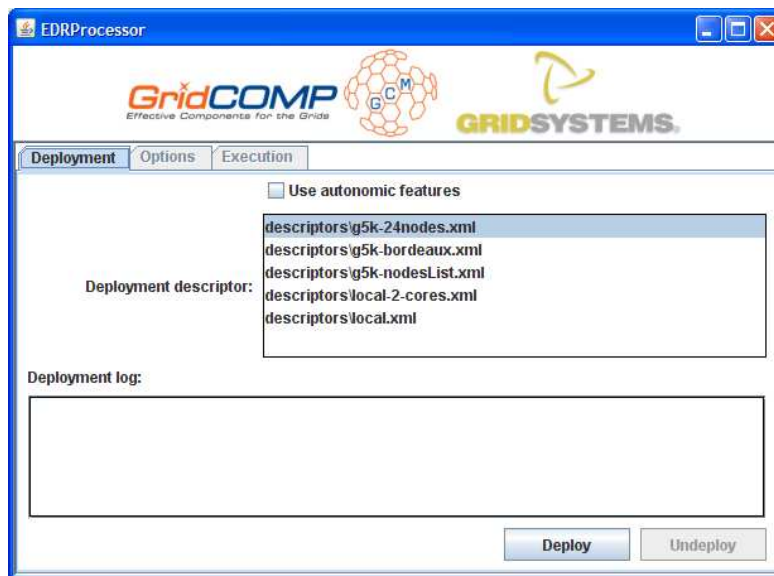 EDRProcessor
GridCOMP
Effective Components for the Grids
GCM
GRIDSYSTEMS.
Deployment Options Execution
Use autonomic features
Deployment descriptor:
descriptors\g5k-24nodes.xml
descriptors\g5k-bordeaux.xml
descriptors\g5k-nodesList.xml
descriptors\local-2-cores.xml
descriptors\local.xml
Deployment log:
Deploy Undeploy